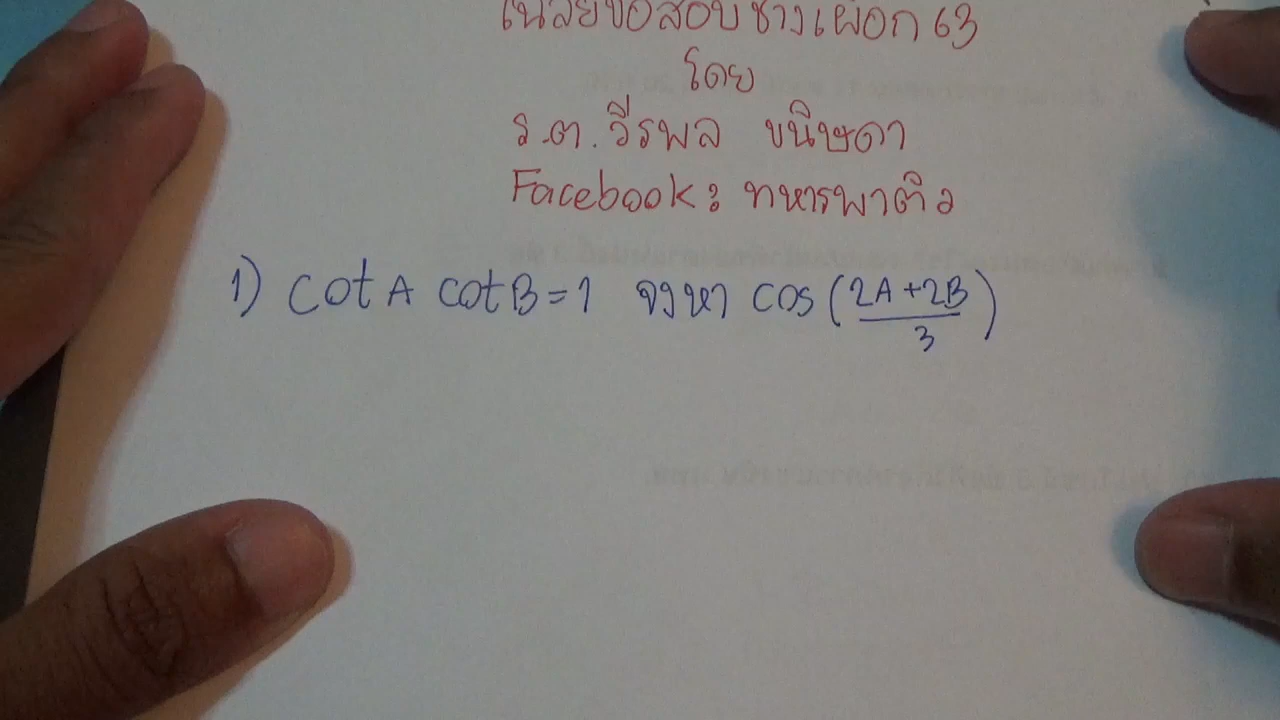 เฉลยข้อสอบช่างเผือก 63
โดย
ร.ต. วีรพล ขนิษดา
Facebook: ทหารพาติว
1) cot A cot B = 1 จงหา cos (2A+2B / 3)